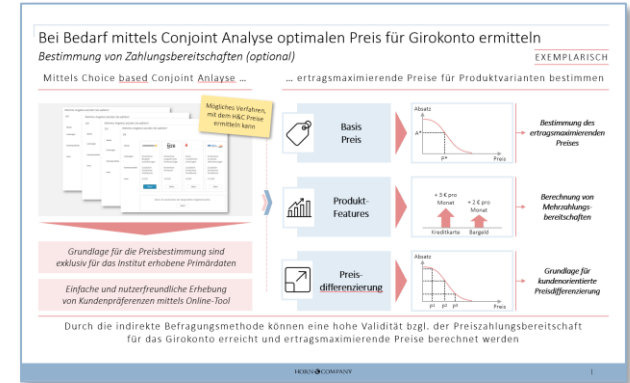 Bei Bedarf mittels Conjoint Analyse optimalen Preis für Girokonto ermitteln
Bestimmung von Zahlungsbereitschaften (optional)
EXEMPLARISCH
Mittels Choice based Conjoint Anlayse …
… ertragsmaximierende Preise für Produktvarianten bestimmen
Mögliches Verfahren,
mit dem H&C Preise
ermitteln kann
Grundlage für die Preisbestimmung sind
exklusiv für das Institut erhobene Primärdaten
Einfache und nutzerfreundliche Erhebung
von Kundenpräferenzen mittels Online-Tool
Basis
Preis
Absatz
A*
P*
Preis
Bestimmung des
ertragsmaximierenden
Preises
Produkt-
Features
+ 3 € pro
Monat
+ 2 € pro
Monat
Kreditkarte
Bargeld
Berechnung von
Mehrzahlungs-
bereitschaften
Preis-
differenzierung
Absatz
Preis
Grundlage für
kundenorientierte
Preisdifferenzierung
Durch die indirekte Befragungsmethode können eine hohe Validität bzgl. der Preiszahlungsbereitschaft
für das Girokonto erreicht und ertragsmaximierende Preise berechnet werden
HORN & COMPANY